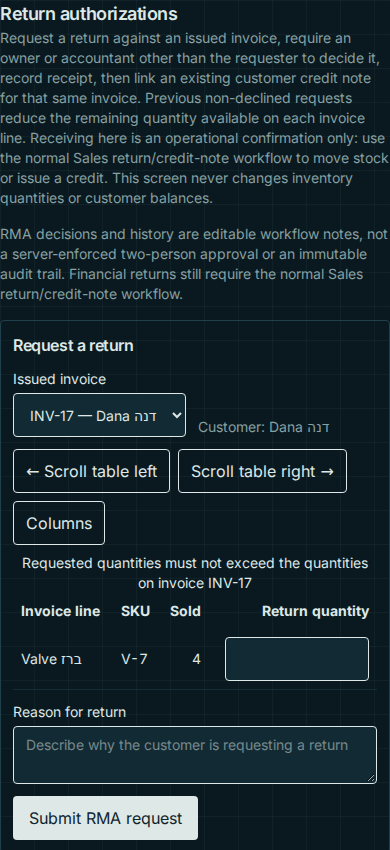 Return authorizations
Request a return against an issued invoice, require an
owner or accountant other than the requester to decide it,
record receipt, then link an existing customer credit note
for that same invoice. Previous non-declined requests
reduce the remaining quantity available on each invoice
line. Receiving here is an operational confirmation only: use
the normal Sales return/credit-note workflow to move stock
or issue a credit. This screen never changes inventory
quantities or customer balances.
RMA decisions and history are editable workflow notes, not
a server-enforced two-person approval or an immutable
audit trail. Financial returns still require the normal Sales
return/credit-note workflow.
Request a return
Issued invoice
INV-17 — Dana דנה
Customer: Dana דנה
← Scroll table left
Scroll table right →
Columns
Requested quantities must not exceed the quantities
on invoice INV-17
Invoice line SKU Sold Return quantity
Valve ברז V-7 4
Reason for return
Describe why the customer is requesting a return
Submit RMA request